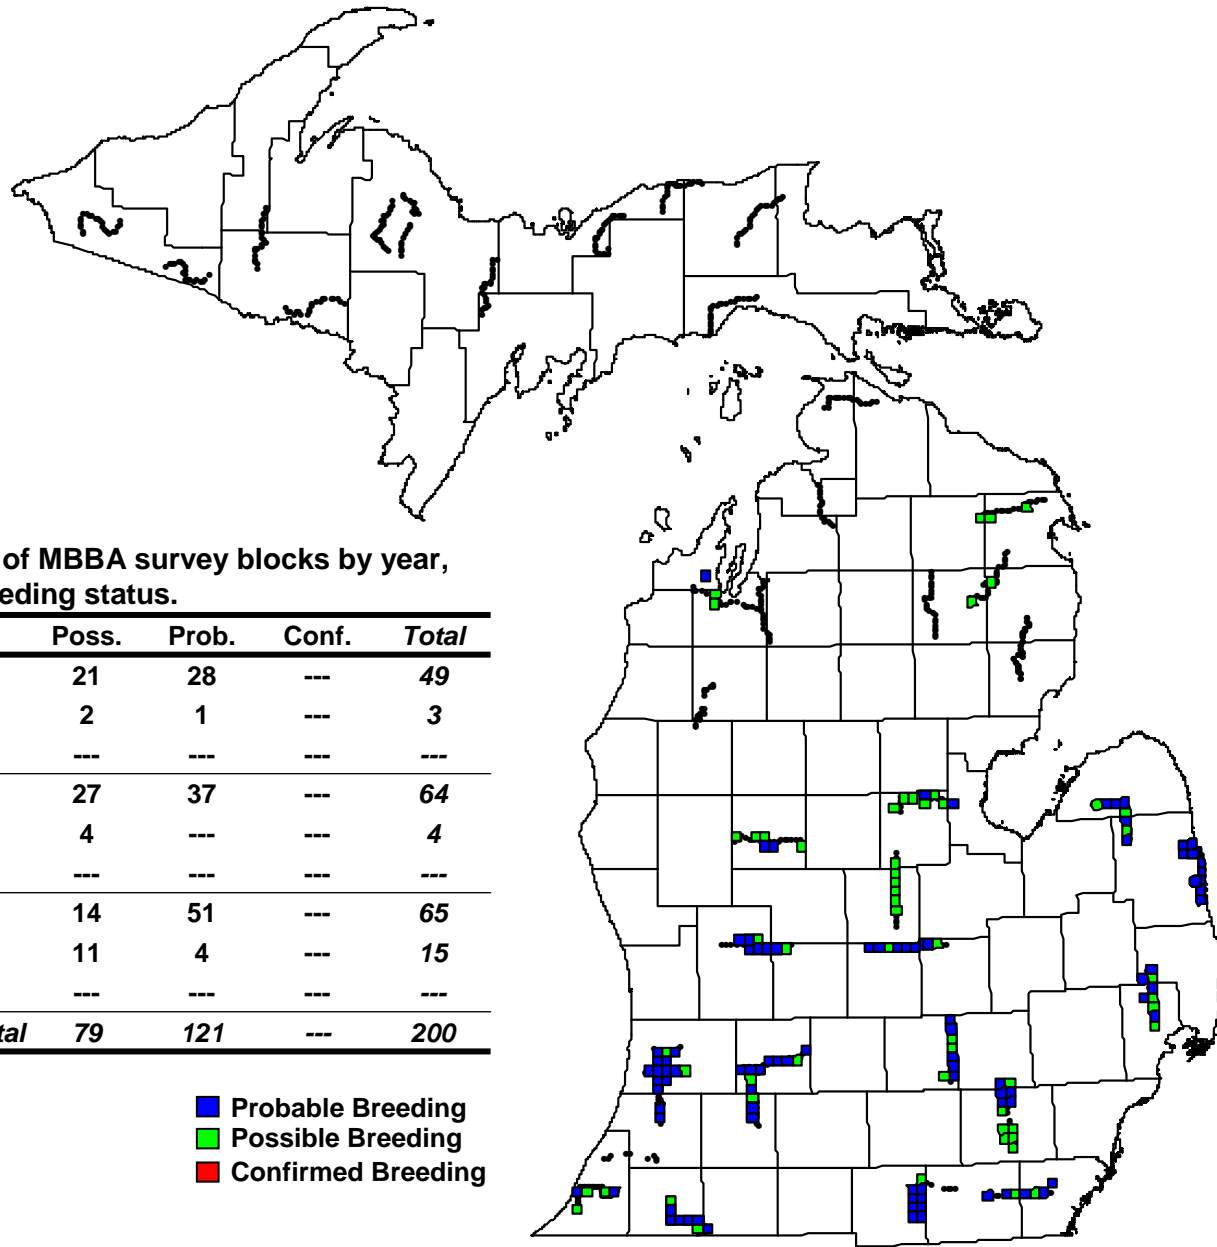 of MBBA survey blocks by year,
eeding status.
Poss. Prob. Conf. Total
21 28 --- 49
2 1 --- 3
--- --- --- ---
27 37 --- 64
4 --- --- 4
--- --- --- ---
14 51 --- 65
11 4 --- 15
--- --- --- ---
tal 79 121 --- 200
Probable Breeding
Possible Breeding
Confirmed Breeding